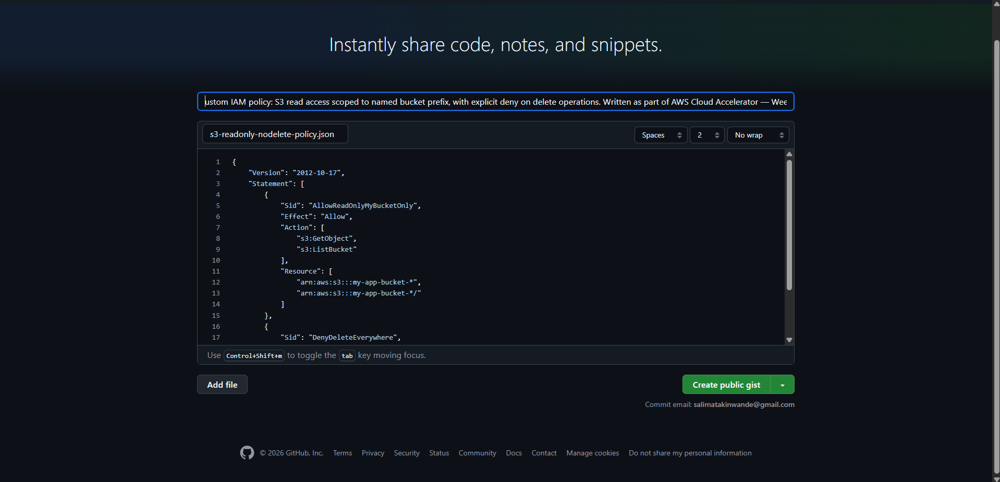 Instantly share code, notes, and snippets.
ustom IAM policy: S3 read access scoped to named bucket prefix, with explicit deny on delete operations. Written as part of AWS Cloud Accelerator — Wee
s3-readonly-nodelete-policy.json
Spaces 2 No wrap
1 {
2 "Version": "2012-10-17",
3 "Statement": [
4 {
5 "Sid": "AllowReadOnlyMyBucketOnly",
6 "Effect": "Allow",
7 "Action": [
8 "s3:GetObject",
9 "s3:ListBucket"
10 ],
11 "Resource": [
12 "arn:aws:s3:::my-app-bucket-*",
13 "arn:aws:s3:::my-app-bucket-*/"
14 ]
15 },
16 {
17 "Sid": "DenyDeleteEverywhere",
Use Control+Shift+m to toggle the tab key moving focus.
Add file
Create public gist
Commit email: salimatakinwande@gmail.com
© 2026 GitHub, Inc. Terms Privacy Security Status Community Docs Contact Manage cookies Do not share my personal information